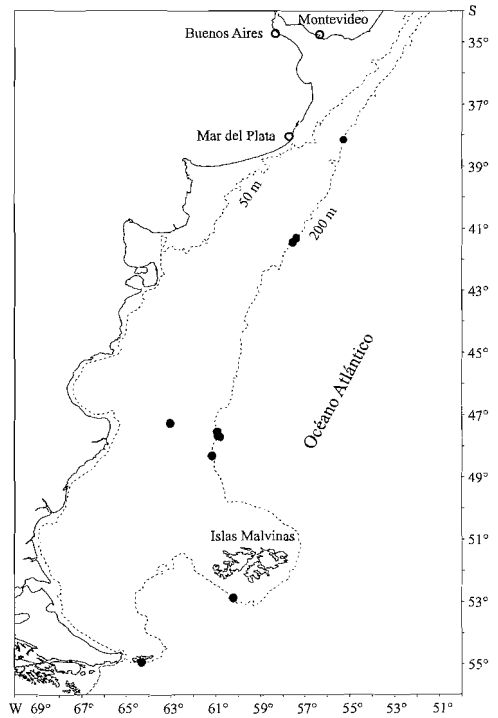 S
Montevideo
Buenos Aires
35°
37°
Mar del Plata
39°
50 m
200 m
41°
43°
45°
Océano Atlántico
47°
49°
Islas Malvinas
51°
53°
55°
W 69° 67° 65° 63° 61° 59° 57° 55° 53° 51°